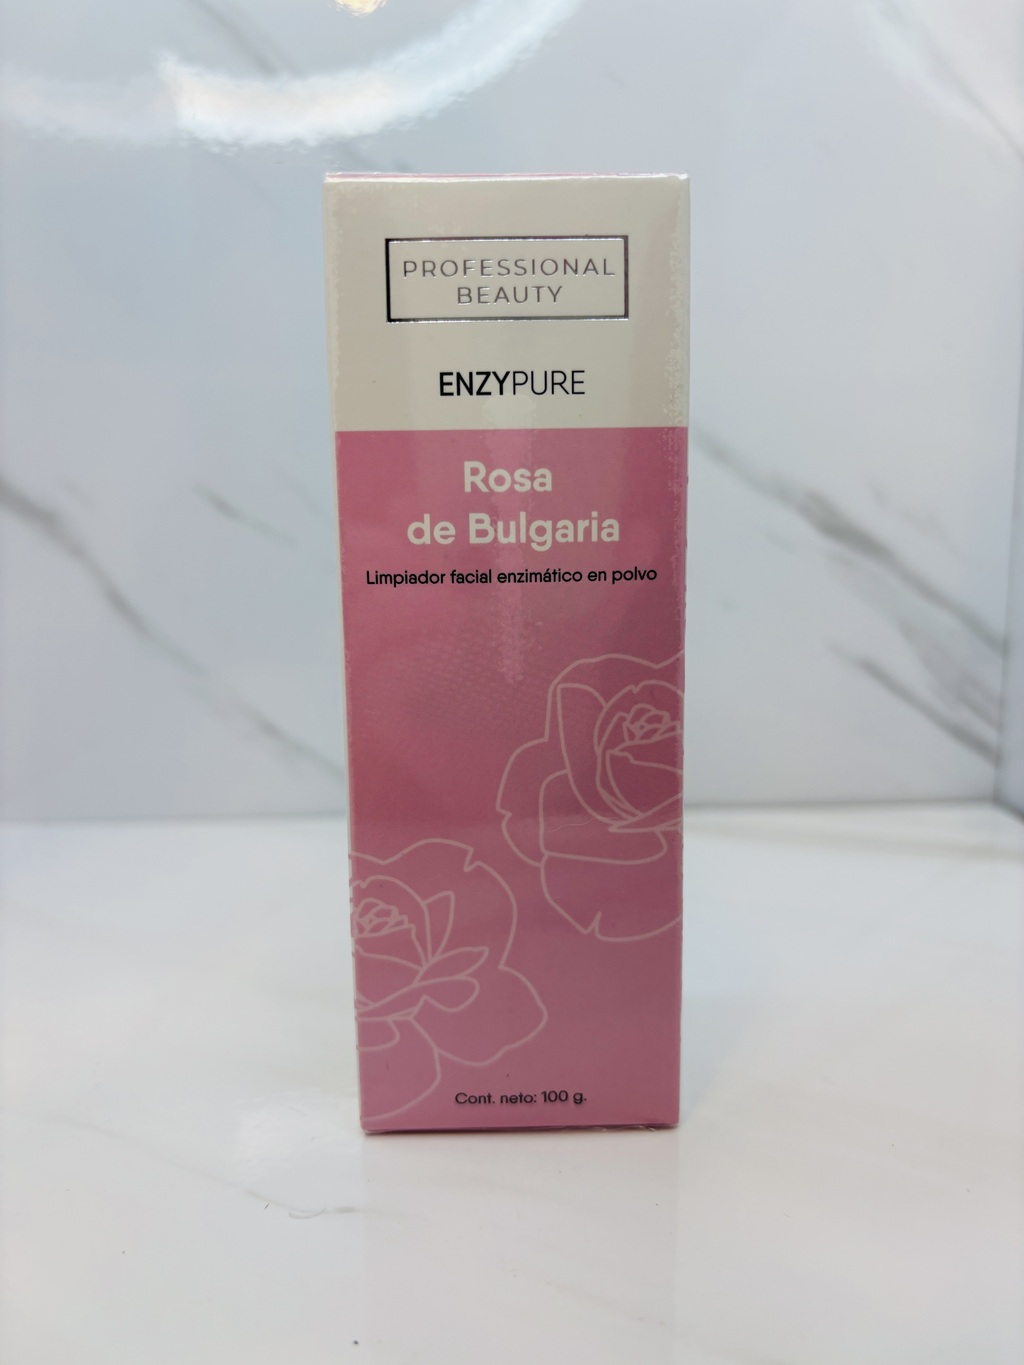 PROFESSIONAL
BEAUTY
ENZYPURE
Rosa
de Bulgaria
Limpiador facial enzimático en polvo
Cont. neto: 100 g.